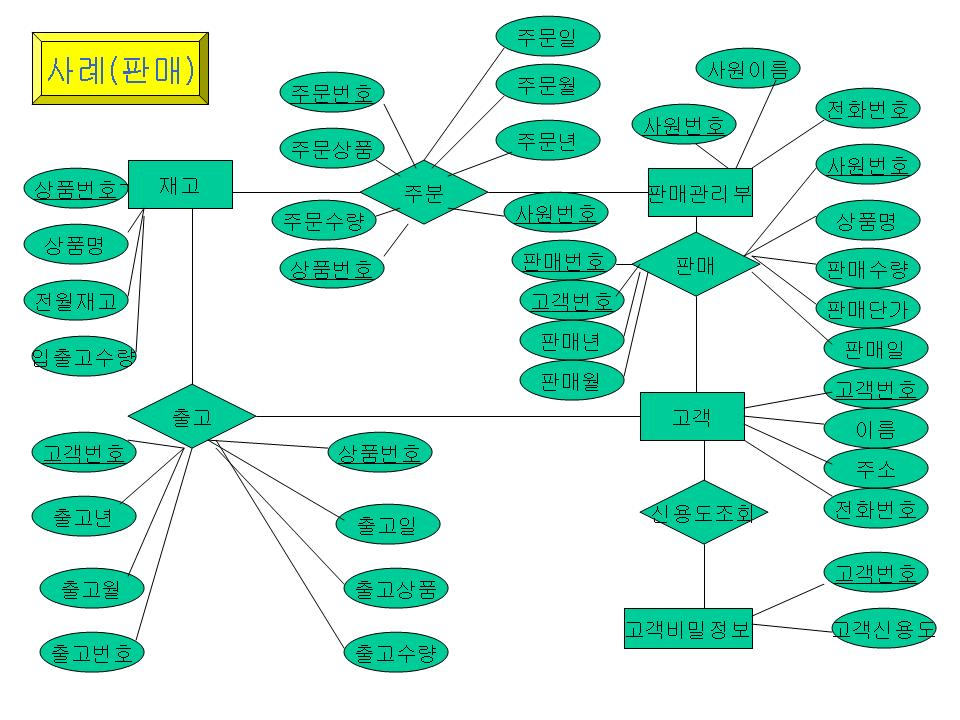 사례(판매)
주문일
주문월
주문년
주문번호
주문상품
주문수량
상품번호
주분
사원번호
사원이름
사원번호
전화번호
판매관리부
상품번호
재고
상품명
전월재고
입출고수량
판매번호
고객번호
판매년
판매월
판매
사원번호
상품명
판매수량
판매단가
판매일
출고
고객번호
출고년
출고월
출고번호
상품번호
출고일
출고상품
출고수량
고객
고객번호
이름
주소
전화번호
신용도조회
고객비밀정보
고객번호
고객신용도